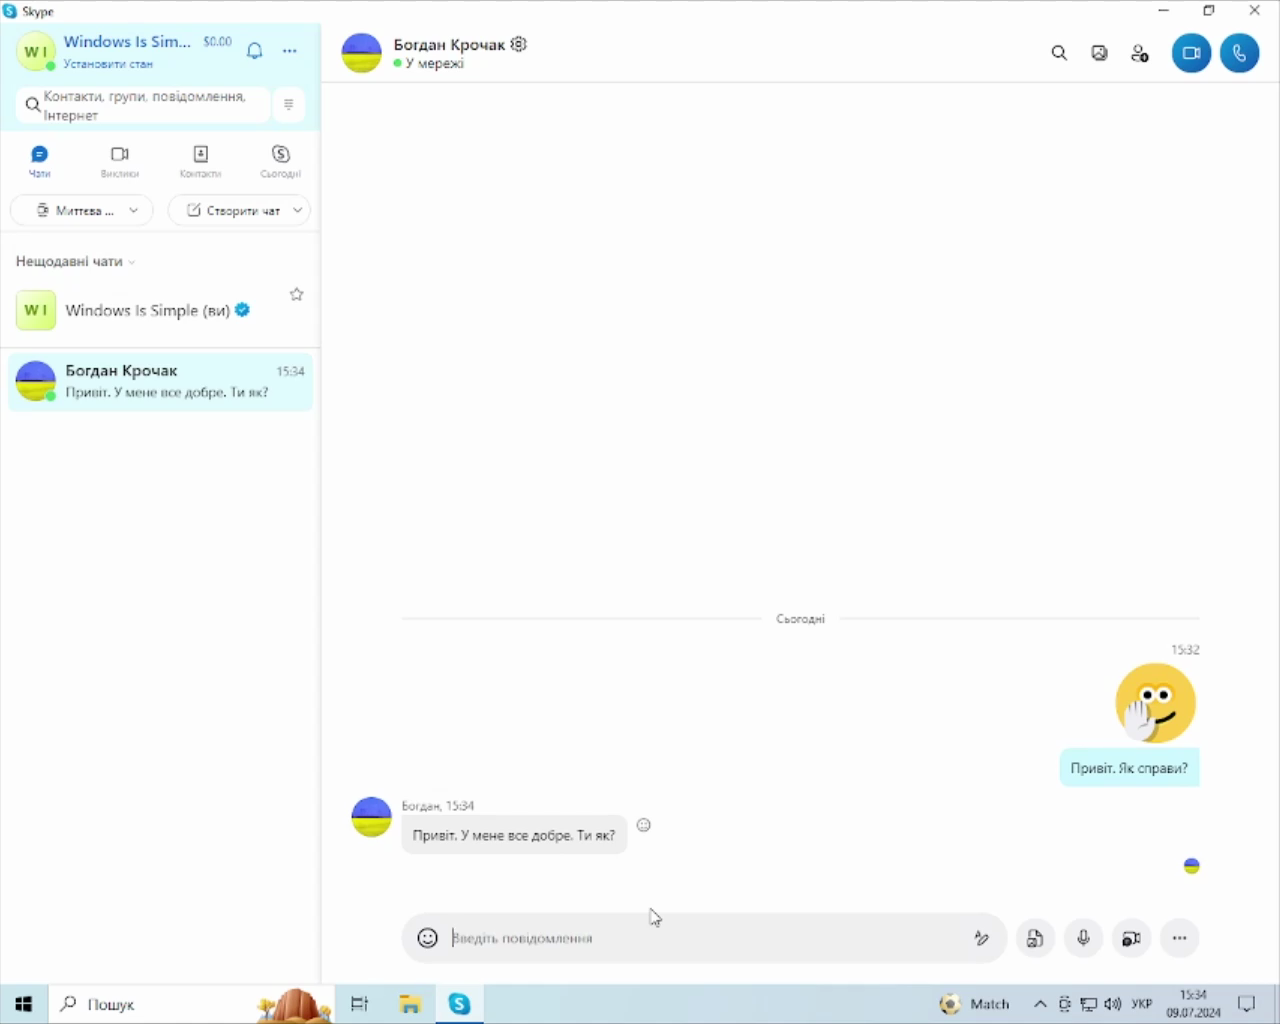 Skype
W I
Windows Is Sim...
$0.00
Установити стан
Контакти, групи, повідомлення,
Інтернет
Чати
Виклики
Контакти
Сьогодні
Миттєва ...
Створити чат
Нещодавні чати
W I
Windows Is Simple (ви)
Богдан Крочак
15:34
Привіт. У мене все добре. Ти як?
Богдан Крочак
У мережі
Сьогодні
15:32
Привіт. Як справи?
Богдан, 15:34
Привіт. У мене все добре. Ти як?
Введіть повідомлення
Пошук
Match
УКР
15:34
09.07.2024